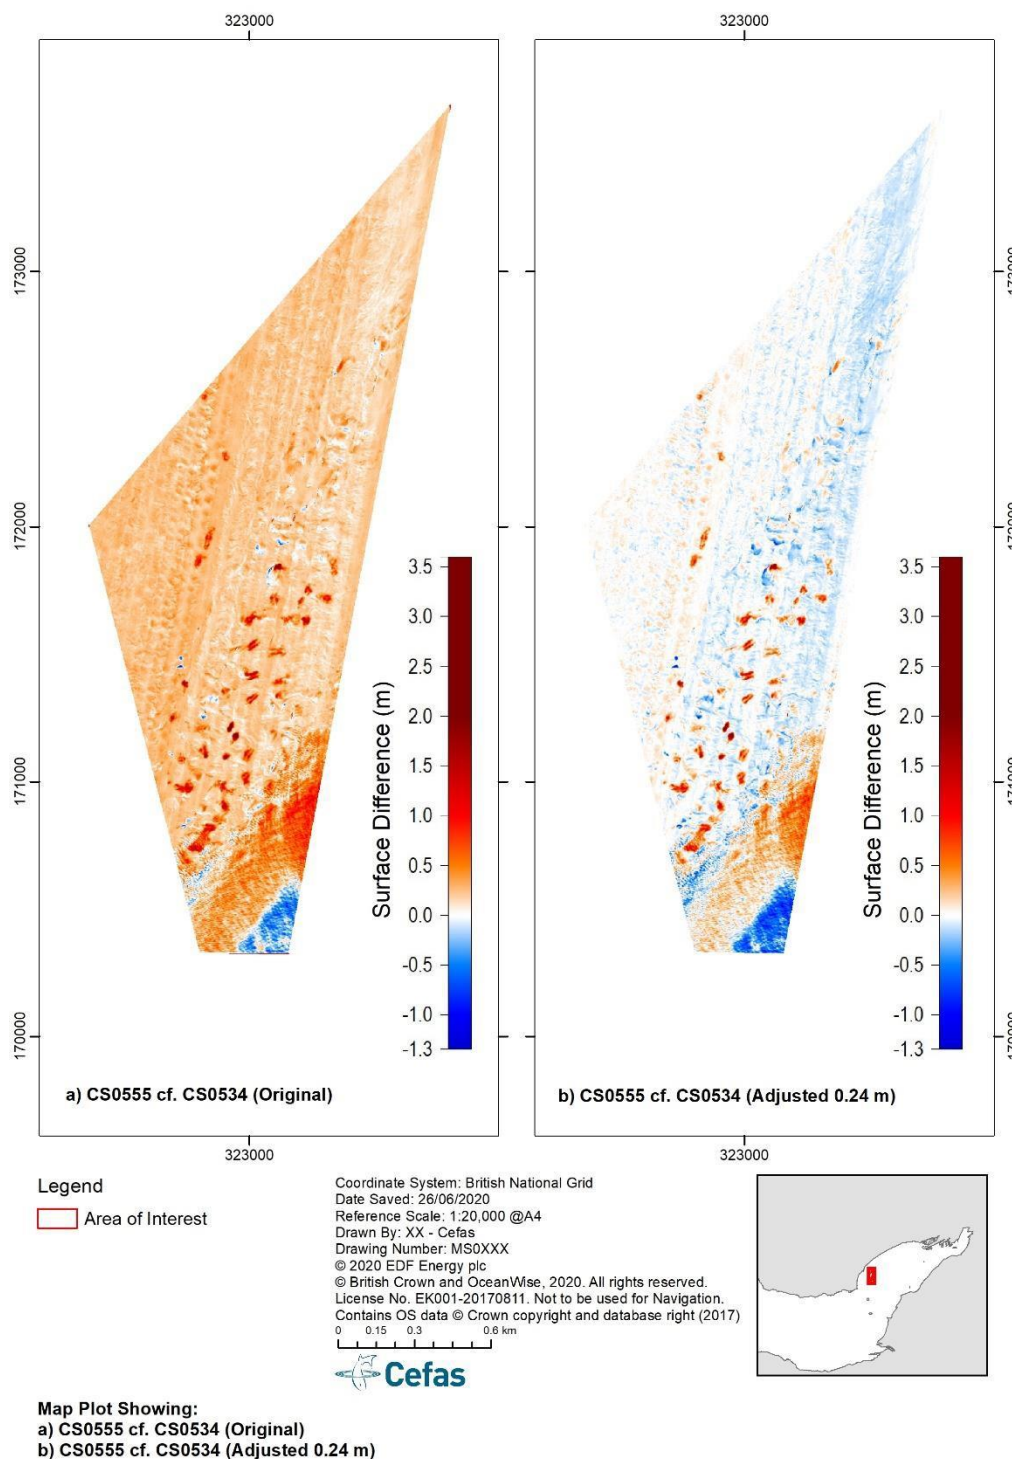 323000
323000
173000
173000
172000
172000
171000
171000
170000
170000
3.5
3.0
2.5
2.0
1.5
1.0
0.5
0.0
-0.5
-1.0
-1.3
Surface Difference (m)
3.5
3.0
2.5
2.0
1.5
1.0
0.5
0.0
-0.5
-1.0
-1.3
Surface Difference (m)
a) CS0555 cf. CS0534 (Original)
b) CS0555 cf. CS0534 (Adjusted 0.24 m)
323000
323000
Legend
Area of Interest
Coordinate System: British National Grid
Date Saved: 26/06/2020
Reference Scale: 1:20,000 @A4
Drawn By: XX - Cefas
Drawing Number: MS0XXX
© 2020 EDF Energy plc
© British Crown and OceanWise, 2020. All rights reserved.
License No. EK001-20170811. Not to be used for Navigation.
Contains OS data © Crown copyright and database right (2017)
0 0.15 0.3 0.6 km
Cefas
Map Plot Showing:
a) CS0555 cf. CS0534 (Original)
b) CS0555 cf. CS0534 (Adjusted 0.24 m)